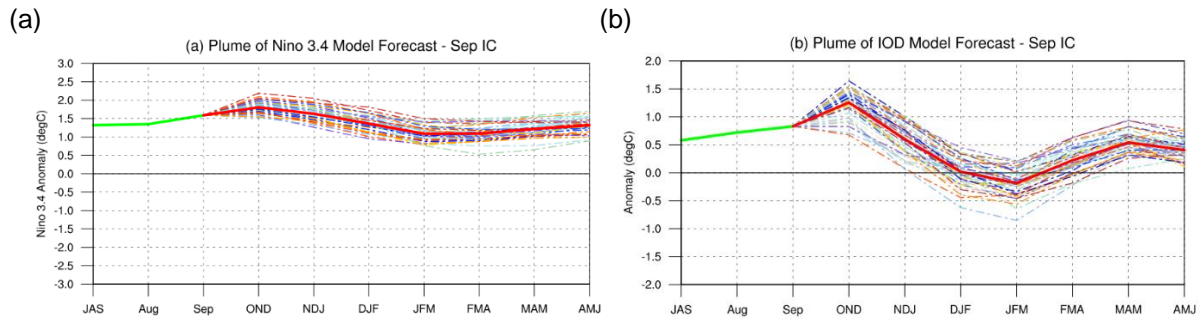 (a)
(a) Plume of Nino 3.4 Model Forecast - Sep IC
Nino 3.4 Anomaly (degC)
3.0
2.5
2.0
1.5
1.0
0.5
0.0
-0.5
-1.0
-1.5
-2.0
-2.5
-3.0
JAS Aug Sep OND NDJ DJF JFM FMA MAM AMJ
(b)
(b) Plume of IOD Model Forecast - Sep IC
Anomaly (degC)
2.0
1.5
1.0
0.5
0.0
-0.5
-1.0
-1.5
-2.0
JAS Aug Sep OND NDJ DJF JFM FMA MAM AMJ